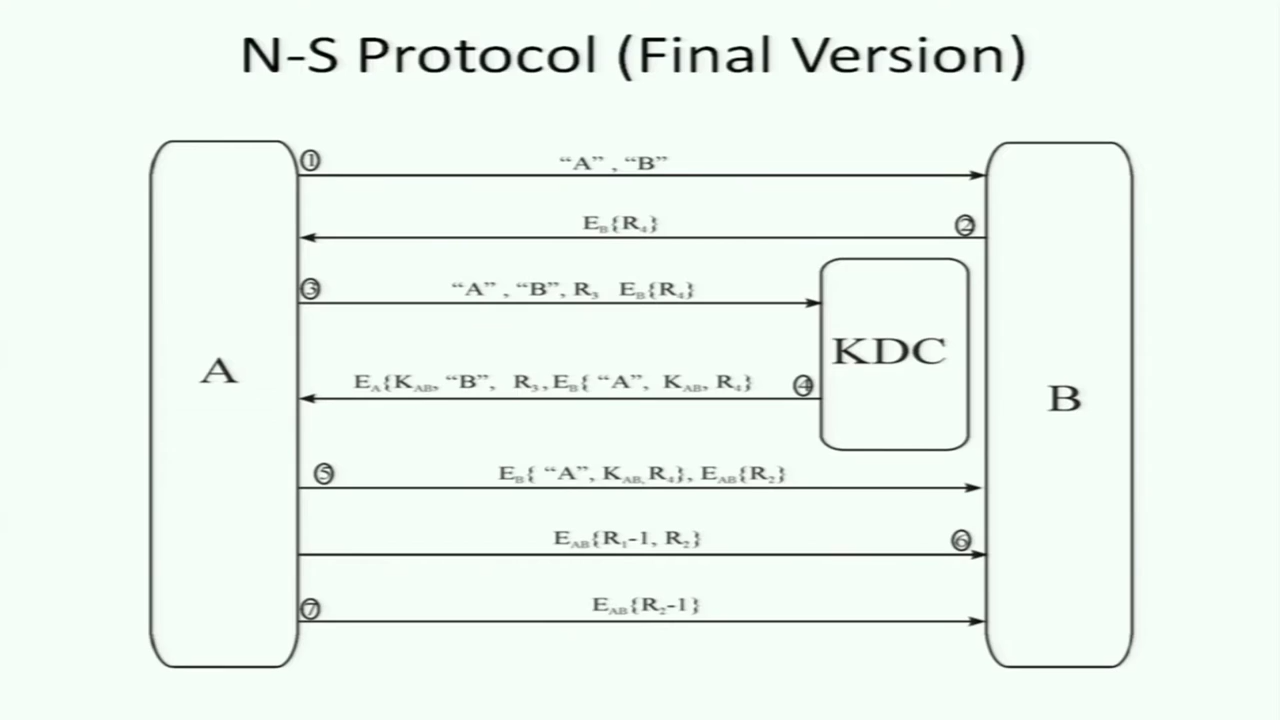 N-S Protocol (Final Version)
① “A” , “B”
E_B{R_4} ②
③ “A” , “B”, R_3 E_B{R_4}
KDC
A
E_A{K_AB, “B”, R_3, E_B{ “A”, K_AB, R_4} ④
B
⑤ E_B{ “A”, K_AB, R_4}, E_AB{R_2}
E_AB{R_1-1, R_2} ⑥
⑦ E_AB{R_2-1}